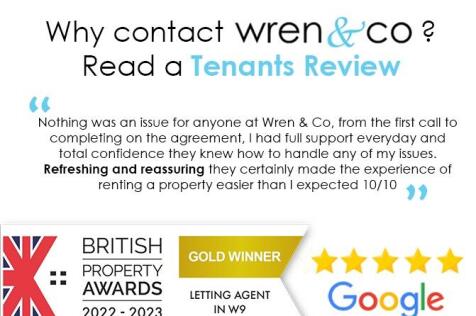 Why contact wren&co ?
Read a Tenants Review
“
Nothing was an issue for anyone at Wren & Co, from the first call to
completing on the agreement, I had full support everyday and
total confidence they knew how to handle any of my issues.
Refreshing and reassuring they certainly made the experience of
renting a property easier than I expected 10/10
”
BRITISH
PROPERTY
AWARDS
2022 - 2023
GOLD WINNER
LETTING AGENT
IN W9
Google